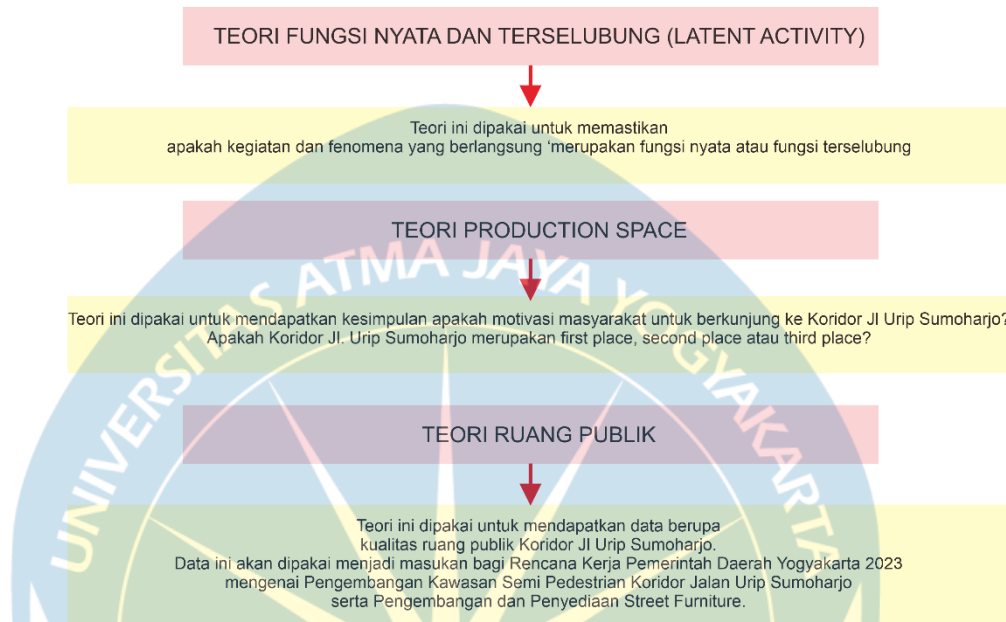 TEORI FUNGSI NYATA DAN TERSELUBUNG (LATENT ACTIVITY)
Teori ini dipakai untuk memastikan
apakah kegiatan dan fenomena yang berlangsung ‘merupakan fungsi nyata atau fungsi terselubung
TEORI PRODUCTION SPACE
UNIVERSITAS ATMA JAYA YOGYAKARTA
Teori ini dipakai untuk mendapatkan kesimpulan apakah motivasi masyarakat untuk berkunjung ke Koridor Jl Urip Sumoharjo?
Apakah Koridor Jl. Urip Sumoharjo merupakan first place, second place atau third place?
TEORI RUANG PUBLIK
Teori ini dipakai untuk mendapatkan data berupa
kualitas ruang publik Koridor Jl Urip Sumoharjo.
Data ini akan dipakai menjadi masukan bagi Rencana Kerja Pemerintah Daerah Yogyakarta 2023
mengenai Pengembangan Kawasan Semi Pedestrian Koridor Jalan Urip Sumoharjo
serta Pengembangan dan Penyediaan Street Furniture.